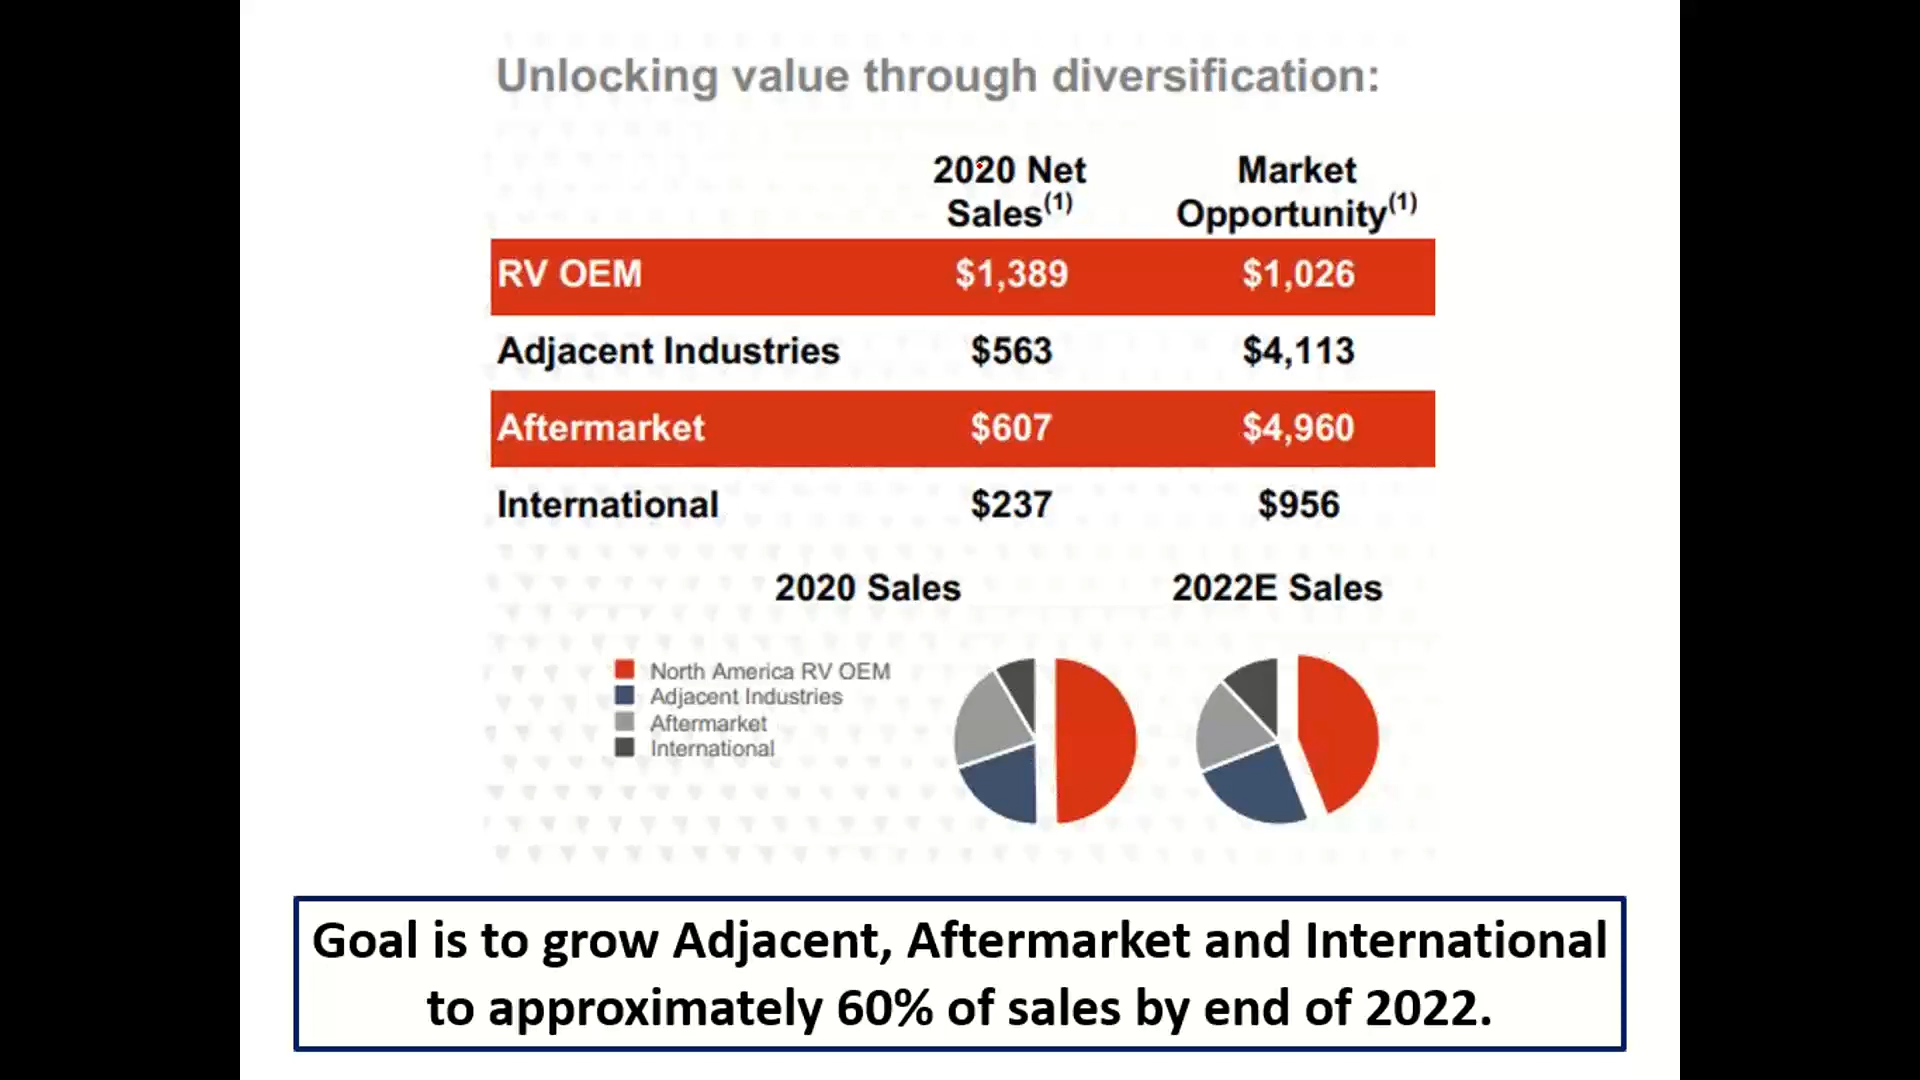 Unlocking value through diversification:
2020 Net Sales(1)
Market Opportunity(1)
RV OEM $1,389 $1,026
Adjacent Industries $563 $4,113
Aftermarket $607 $4,960
International $237 $956
2020 Sales
2022E Sales
North America RV OEM
Adjacent Industries
Aftermarket
International
Goal is to grow Adjacent, Aftermarket and International
to approximately 60% of sales by end of 2022.